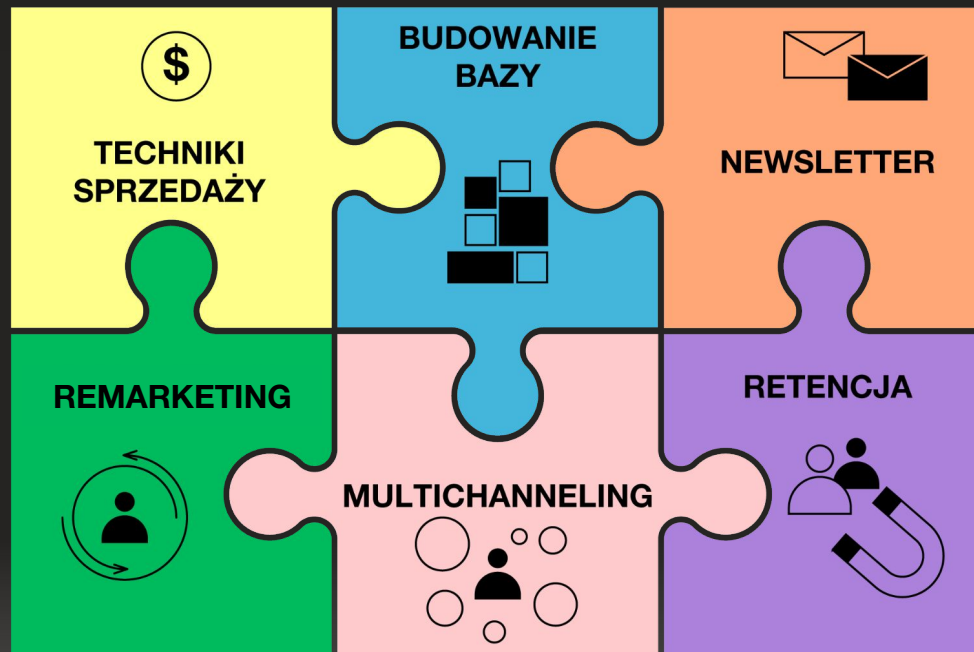 $
BUDOWANIE
BAZY
TECHNIKI
SPRZEDAŻY
NEWSLETTER
REMARKETING
MULTICHANNELING
RETENCJA